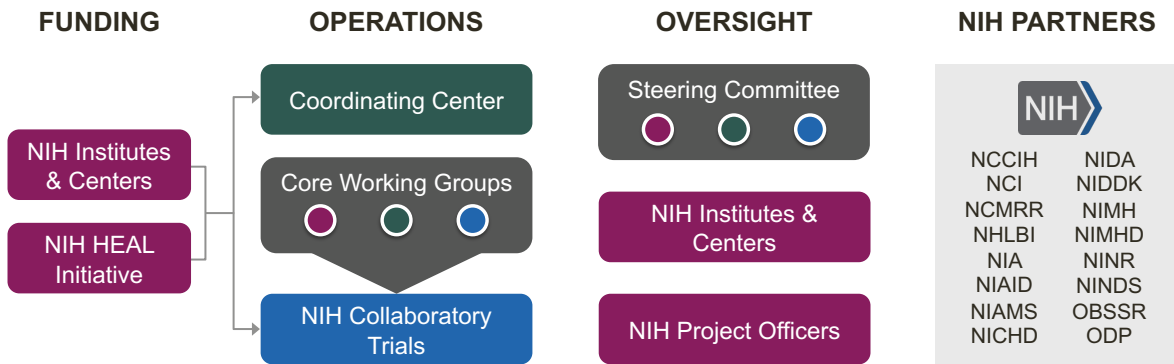 FUNDING
OPERATIONS
OVERSIGHT
NIH PARTNERS
NIH Institutes
& Centers
NIH HEAL
Initiative
Coordinating Center
Core Working Groups
NIH Collaboratory
Trials
Steering Committee
NIH Institutes &
Centers
NIH Project Officers
NIH
NCCIH
NCI
NCMRR
NHLBI
NIA
NIAID
NIAMS
NICHD
NIDA
NIDDK
NIMH
NIMHD
NINR
NINDS
OBSSR
ODP